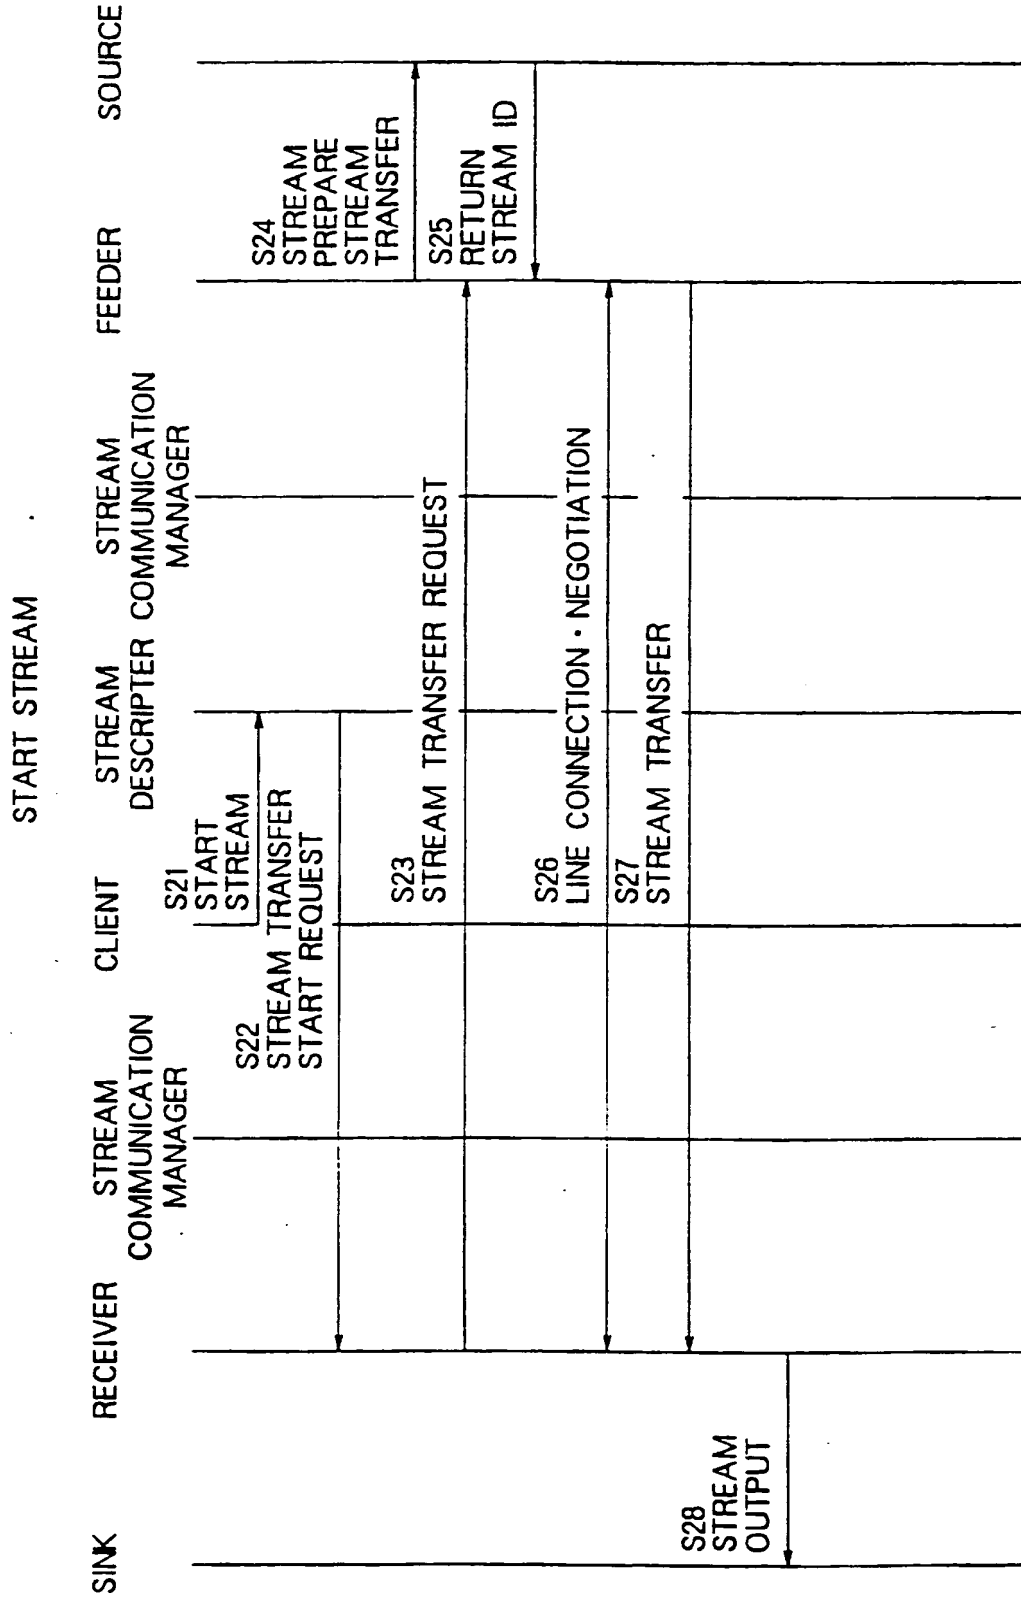 START STREAM
SINK
RECEIVER
STREAM
COMMUNICATION
MANAGER
CLIENT
STREAM
DESCRIPTER
STREAM
COMMUNICATION
MANAGER
FEEDER
SOURCE
S21
START
STREAM
S22
STREAM TRANSFER
START REQUEST
S23
STREAM TRANSFER REQUEST
S24
STREAM
PREPARE
STREAM
TRANSFER
S25
RETURN
STREAM ID
S26
LINE CONNECTION・NEGOTIATION
S27
STREAM TRANSFER
S28
STREAM
OUTPUT